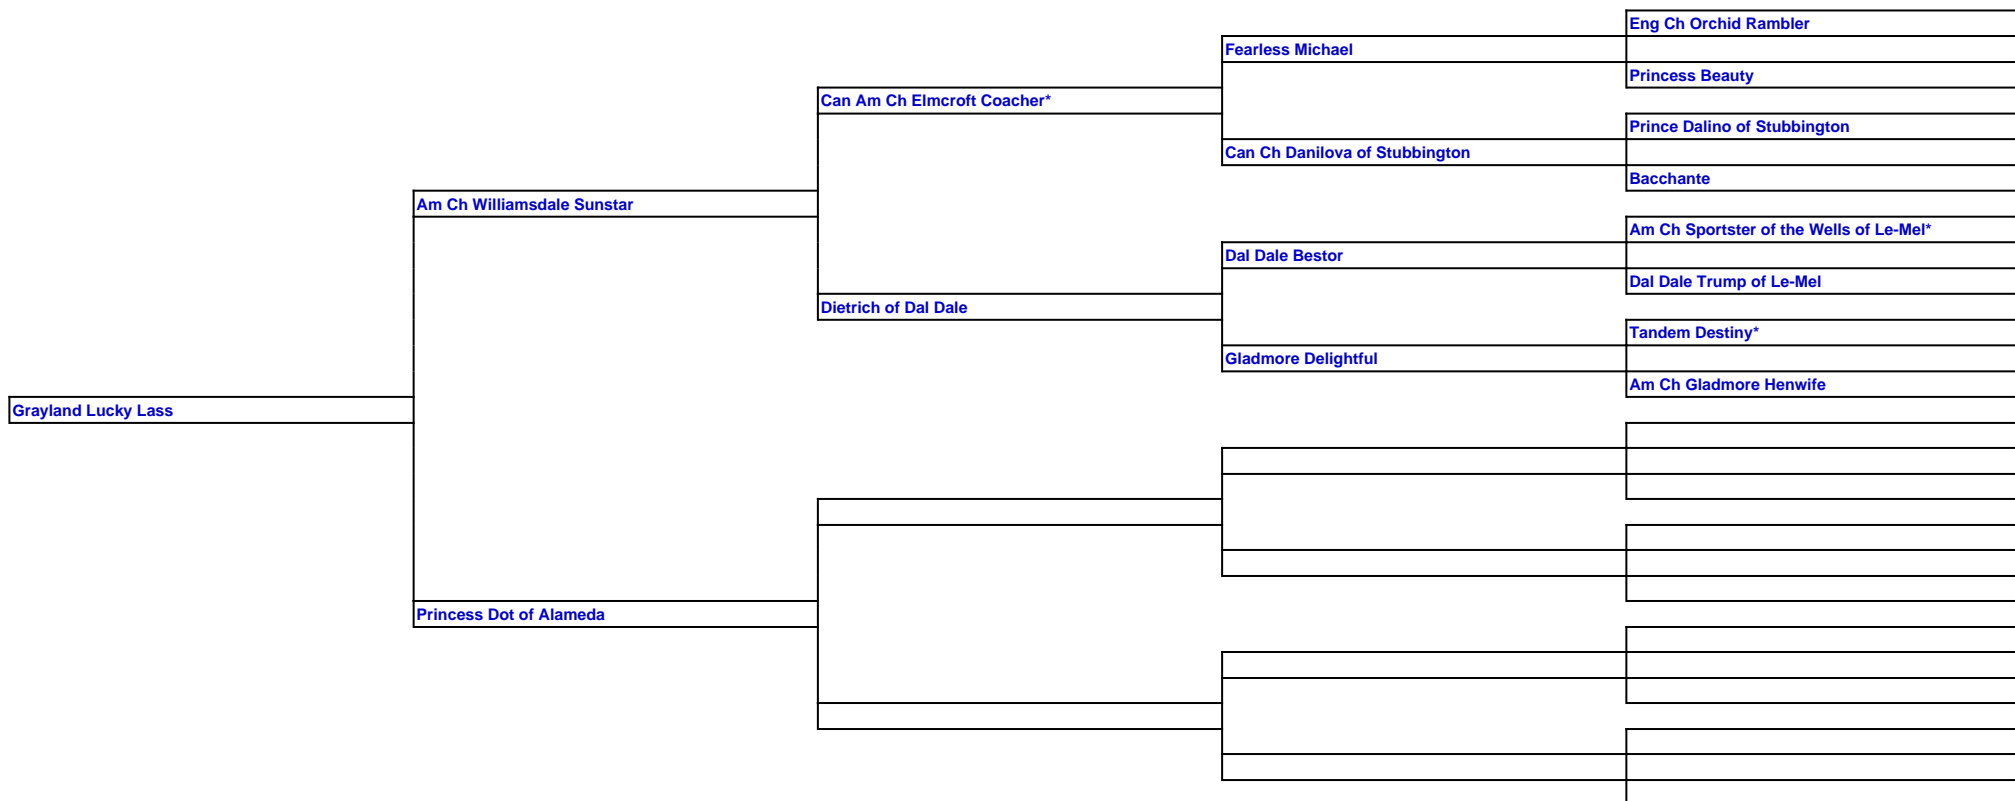 Eng Ch Orchid Rambler
Fearless Michael
Princess Beauty
Can Am Ch Elmcroft Coacher*
Prince Dalino of Stubbington
Can Ch Danilova of Stubbington
Bacchante
Am Ch Williamsdale Sunstar
Am Ch Sportster of the Wells of Le-Mel*
Dal Dale Bestor
Dal Dale Trump of Le-Mel
Dietrich of Dal Dale
Tandem Destiny*
Gladmore Delightful
Am Ch Gladmore Henwife
Grayland Lucky Lass
Princess Dot of Alameda